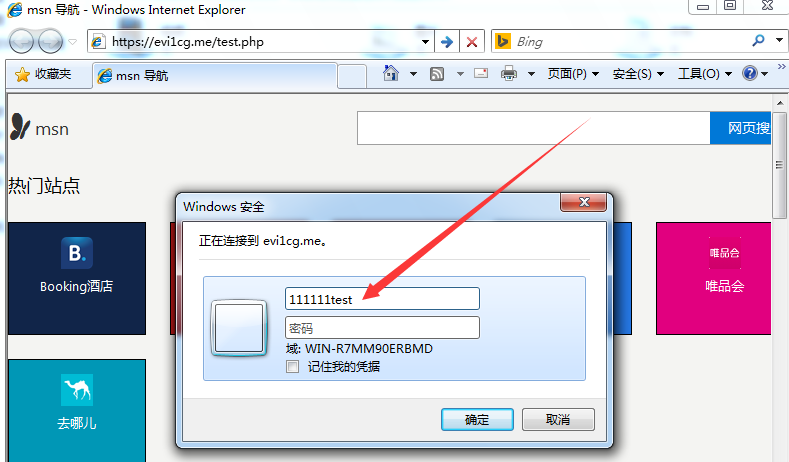 msn 导航 - Windows Internet Explorer
https://evi1cg.me/test.php
Bing
收藏夹
msn 导航
页面(P)
安全(S)
工具(O)
msn
网页搜
热门站点
Windows 安全
正在连接到 evi1cg.me。
111111test
密码
域: WIN-R7MM90ERBMD
记住我的凭据
确定
取消
B.
Booking酒店
唯品会
唯品会
去哪儿